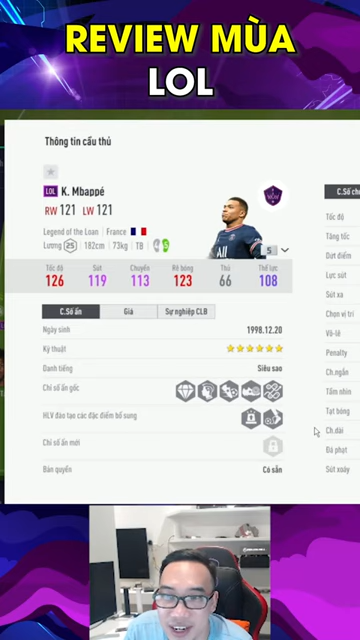 REVIEW MÙA
LOL
Thông tin cầu thủ
LOL K. Mbappé
RW 121 LW 121
Legend of the Loan France
Lương 25 182cm 73kg TB 5
5
Tốc độ Sút Chuyền Rê bóng Thủ Thể lực
126 119 113 123 66 108
C.Số ẩn Giá Sự nghiệp CLB
Ngày sinh 1998.12.20
Kỹ thuật
Danh tiếng Siêu sao
Chỉ số ẩn gốc
HLV đào tạo các đặc điểm bổ sung
Chỉ số ẩn mới
Bản quyền Có sẵn
C.Số ch
Tốc độ
Tăng tốc
Dứt điểm
Lực sút
Sút xa
Chọn vị trí
Vô-lê
Penalty
Ch.ngắn
Tầm nhìn
Tạt bóng
Ch.dài
Đá phạt
Sút xoáy